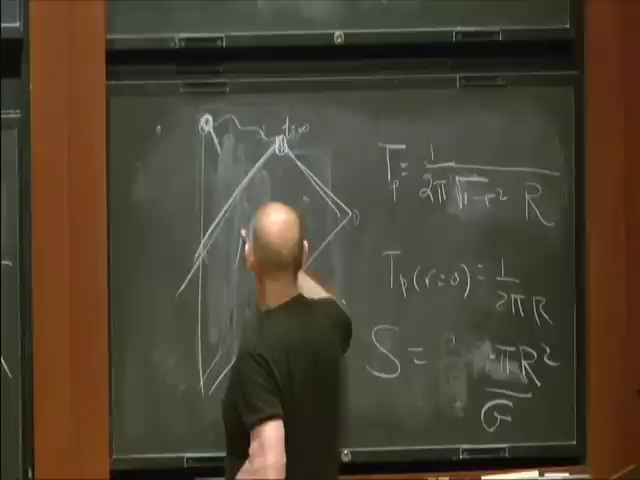 T_p = 1 / 2π √1-r² R
T_p(r=0) = 1 / 2πR
S = πR² / G